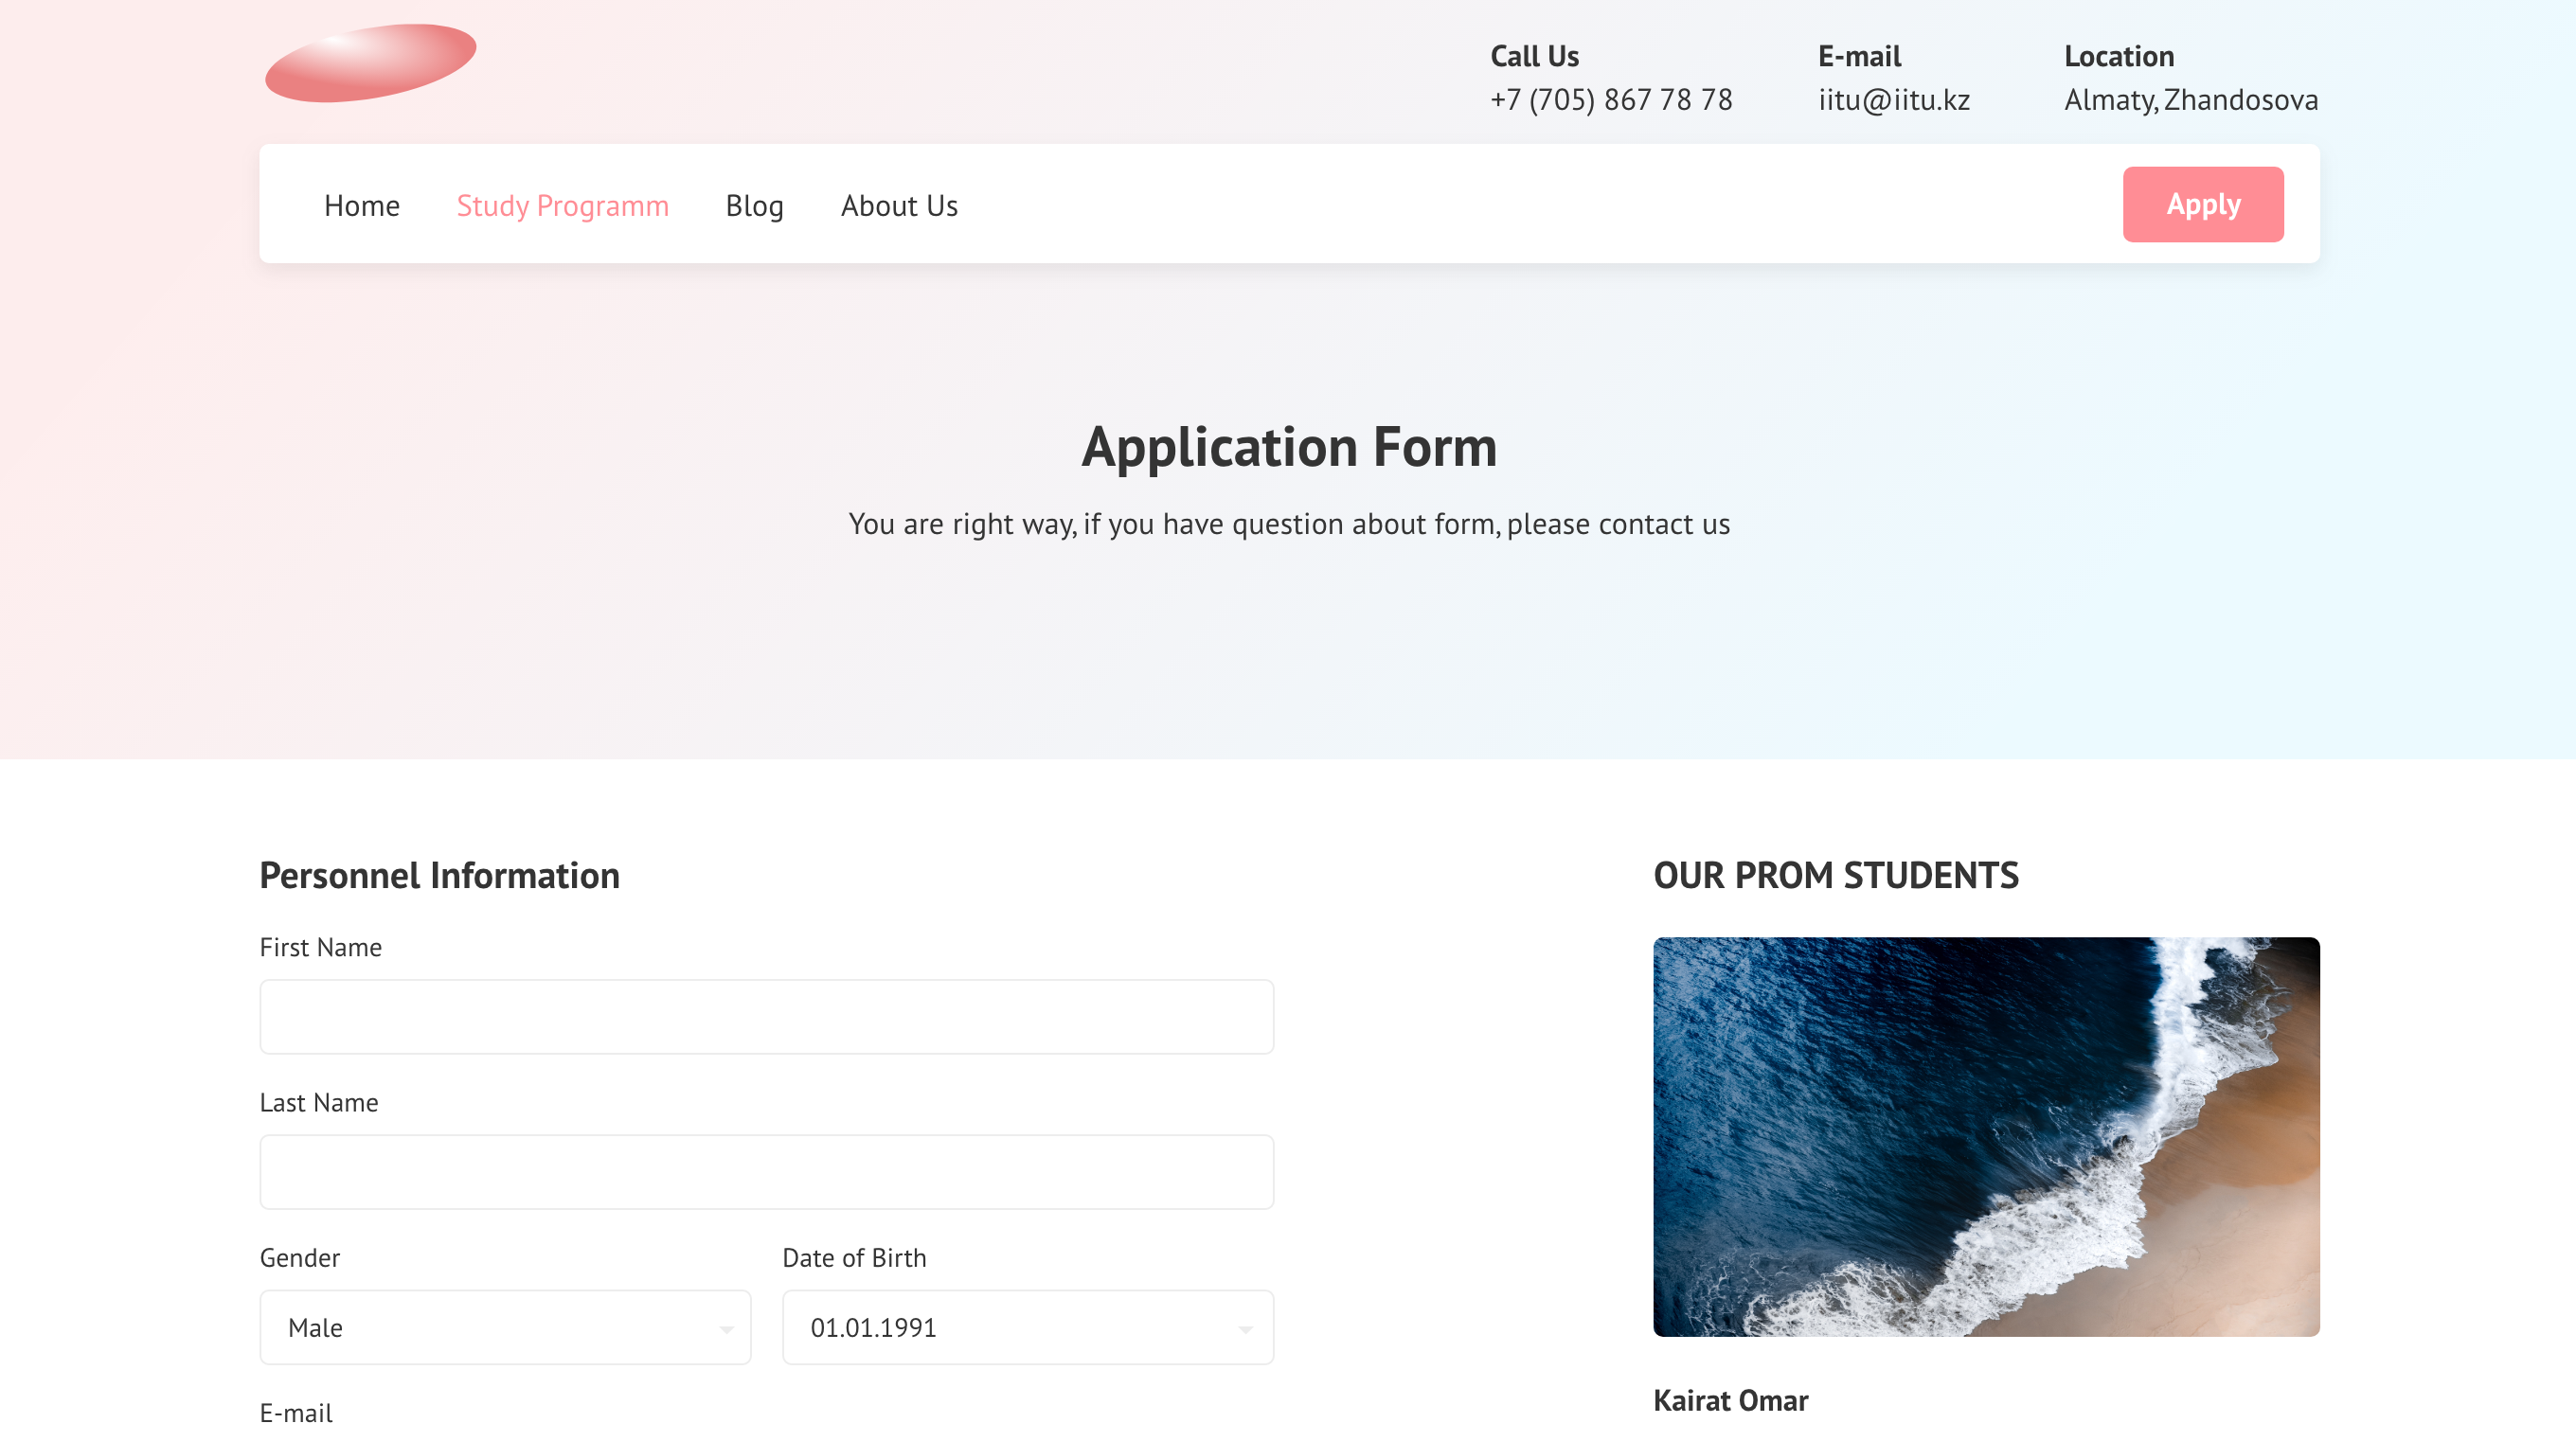 Call Us
+7 (705) 867 78 78
E-mail
iitu@iitu.kz
Location
Almaty, Zhandosova
Home
Study Programm
Blog
About Us
Apply
Application Form
You are right way, if you have question about form, please contact us
Personnel Information
First Name
Last Name
Gender
Date of Birth
Male
01.01.1991
E-mail
OUR PROM STUDENTS
Kairat Omar